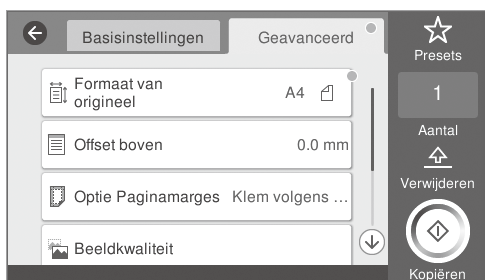 Basisinstellingen
Geavanceerd
Formaat van
origineel
A4
Offset boven
0.0 mm
Optie Paginamarges
Klem volgens ...
Beeldkwaliteit
Presets
1
Aantal
Verwijderen
Kopiëren